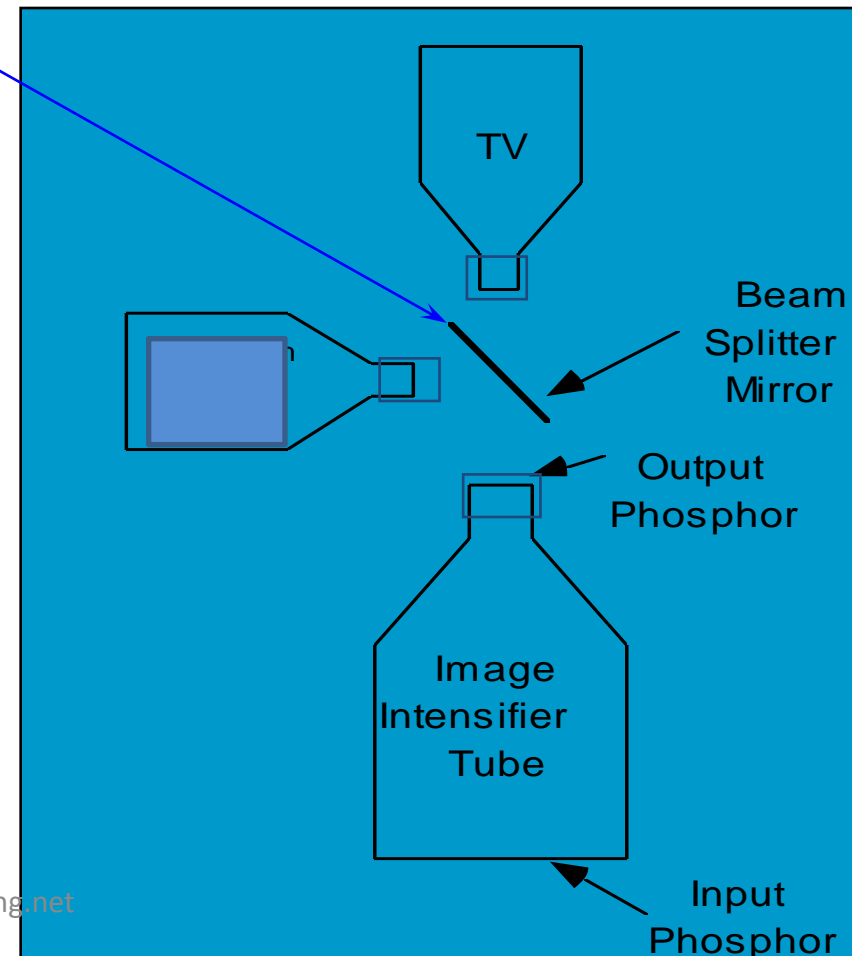 TV
Beam
Splitter
Mirror
Output
Phosphor
Image
Intensifier
Tube
Input
Phosphor